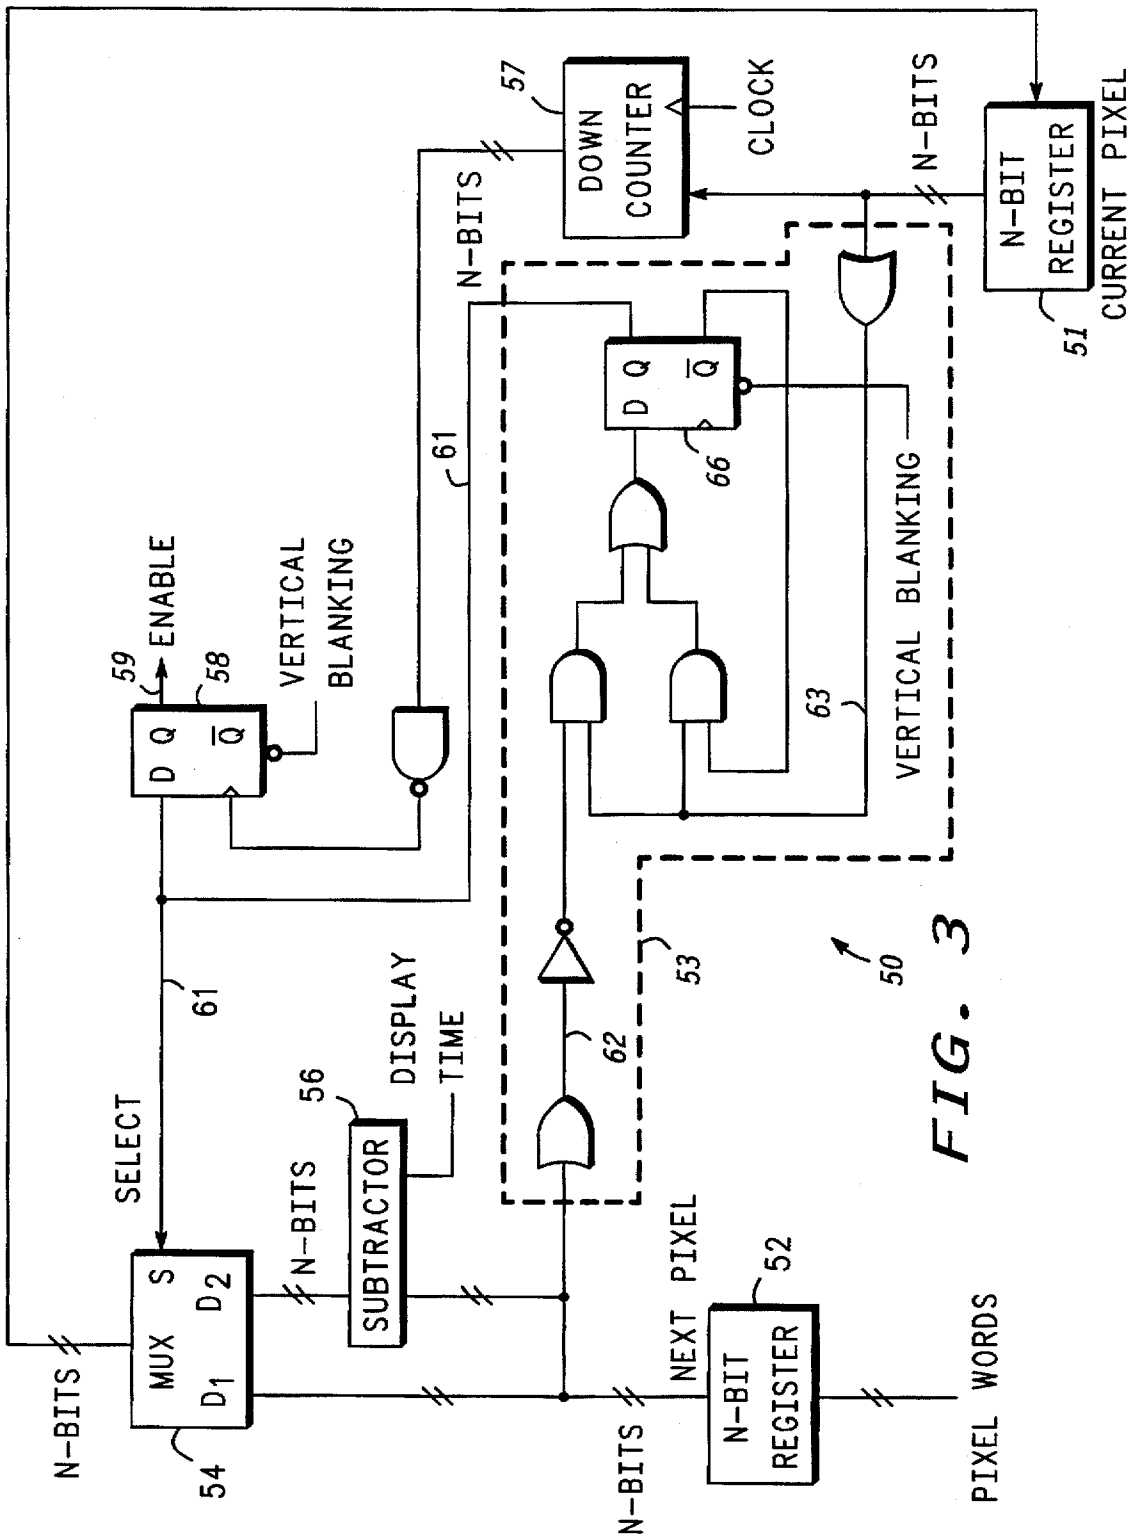 N-BITS
54
MUX
S
D1
D2
SELECT
61
D Q
Q
58
59
ENABLE
VERTICAL
BLANKING
N-BITS
SUBTRACTOR
56
DISPLAY
TIME
61
N-BITS
57
DOWN
COUNTER
CLOCK
62
53
D Q
Q
66
63
VERTICAL BLANKING
N-BITS
NEXT PIXEL
N-BIT
REGISTER
52
PIXEL WORDS
N-BITS
N-BIT
REGISTER
51
CURRENT PIXEL
50
FIG. 3